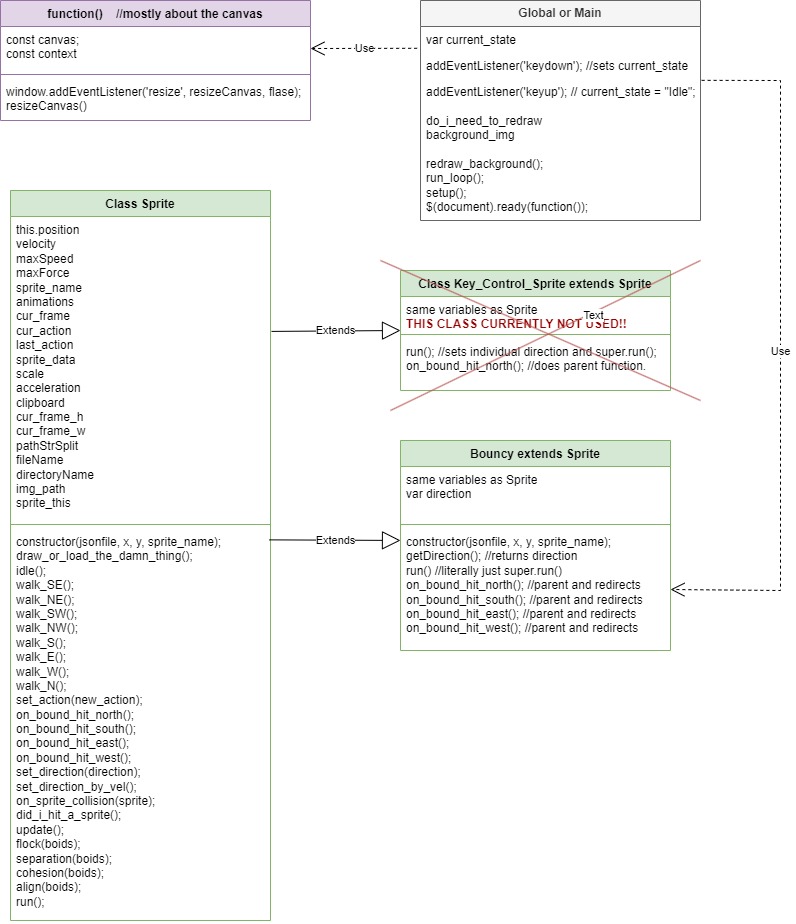 function()    //mostly about the canvas
const canvas;
const context
window.addEventListener('resize', resizeCanvas, flase);
resizeCanvas()
Use
Global or Main
var current_state
addEventListener('keydown'); //sets current_state
addEventListener('keyup'); // current_state = "Idle";
do_i_need_to_redraw
background_img
redraw_background();
run_loop();
setup();
$(document).ready(function());
Class Sprite
this.position
velocity
maxSpeed
maxForce
sprite_name
animations
cur_frame
cur_action
last_action
sprite_data
scale
acceleration
clipboard
cur_frame_h
cur_frame_w
pathStrSplit
fileName
directoryName
img_path
sprite_this
constructor(jsonfile, x, y, sprite_name);
draw_or_load_the_damn_thing();
idle();
walk_SE();
walk_NE();
walk_SW();
walk_NW();
walk_S();
walk_E();
walk_W();
walk_N();
set_action(new_action);
on_bound_hit_north();
on_bound_hit_south();
on_bound_hit_east();
on_bound_hit_west();
set_direction(direction);
set_direction_by_vel();
on_sprite_collision(sprite);
did_i_hit_a_sprite();
update();
flock(boids);
separation(boids);
cohesion(boids);
align(boids);
run();
Extends
Class Key_Control_Sprite extends Sprite
same variables as Sprite
Text
THIS CLASS CURRENTLY NOT USED!!
run(); //sets individual direction and super.run();
on_bound_hit_north(); //does parent function.
Use
Extends
Bouncy extends Sprite
same variables as Sprite
var direction
constructor(jsonfile, x, y, sprite_name);
getDirection(); //returns direction
run() //literally just super.run()
on_bound_hit_north(); //parent and redirects
on_bound_hit_south(); //parent and redirects
on_bound_hit_east(); //parent and redirects
on_bound_hit_west(); //parent and redirects